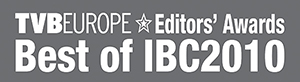 TVBEUROPE ☆ Editors' Awards
Best of IBC2010